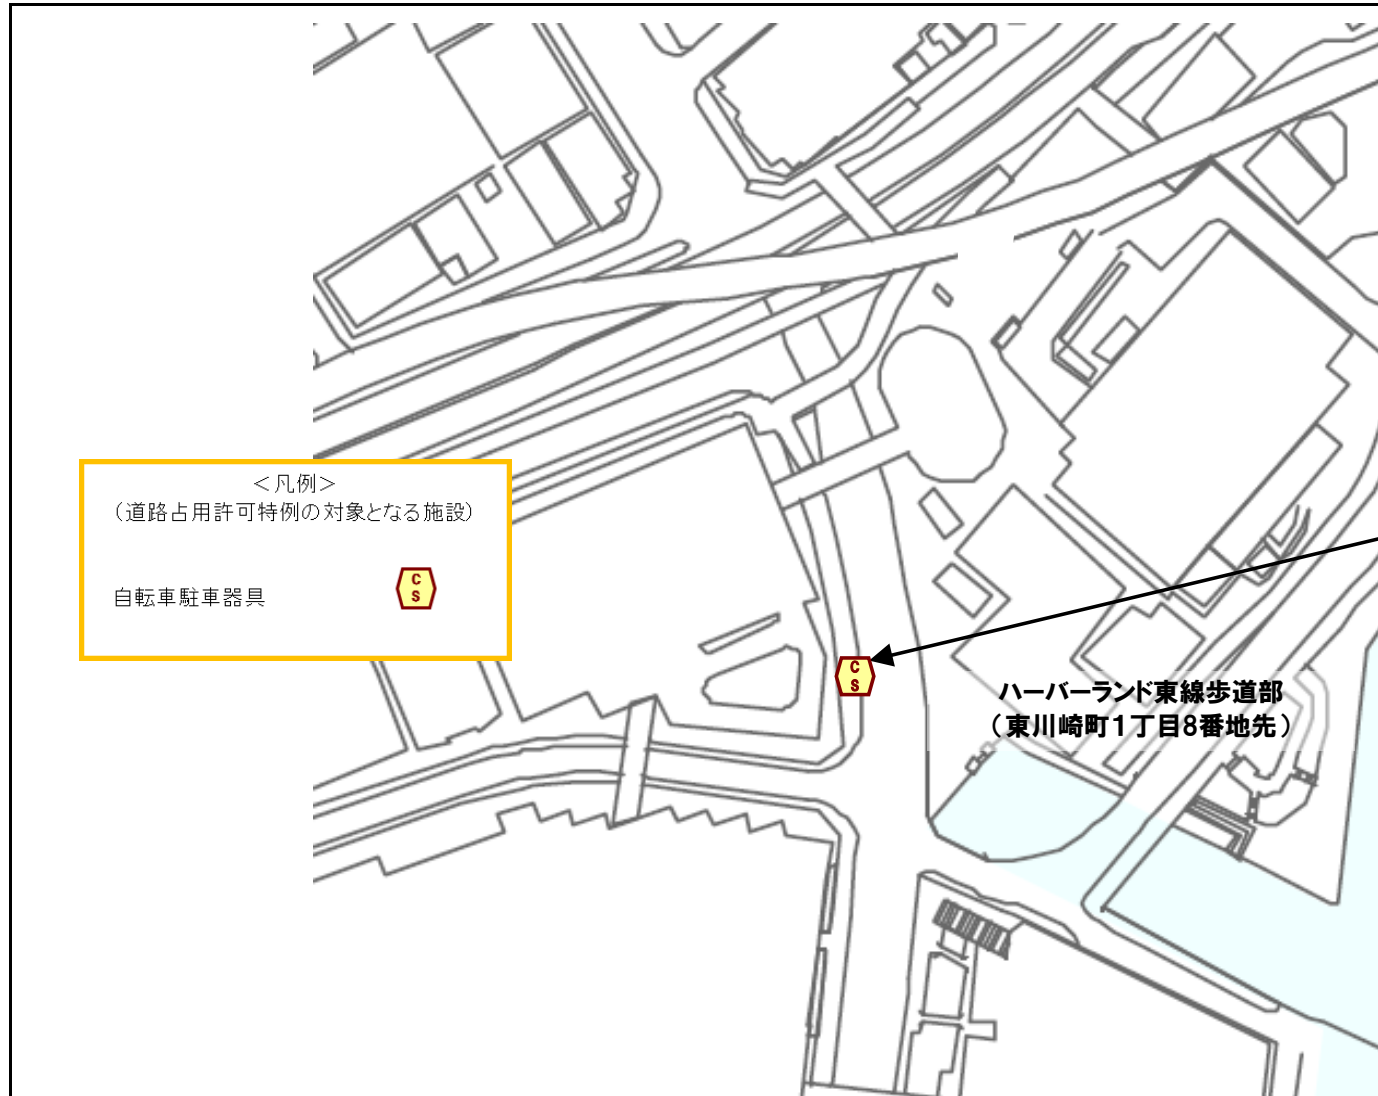 ＜凡例＞
（道路占用許可特例の対象となる施設）
自転車駐車器具
C
S
C
S
ハーバーランド東線歩道部
（東川崎町１丁目8番地先）